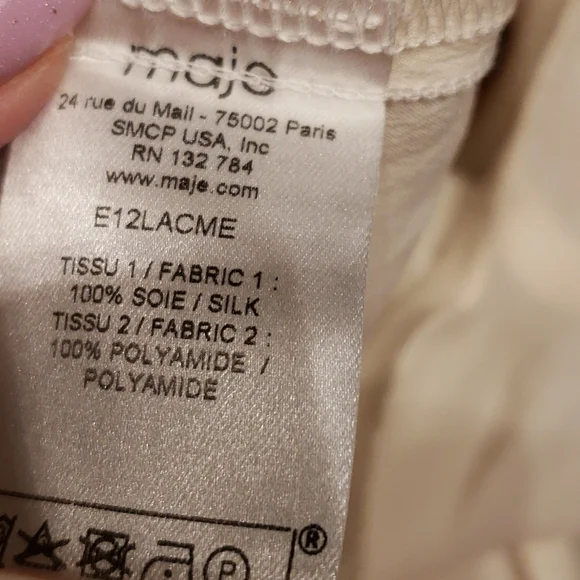 maje
24 rue du Mail - 75002 Paris
SMCP USA, Inc
RN 132 784
www.maje.com
E12LACME
TISSU 1 / FABRIC 1 :
100% SOIE / SILK
TISSU 2 / FABRIC 2 :
100% POLYAMIDE /
POLYAMIDE
®
P